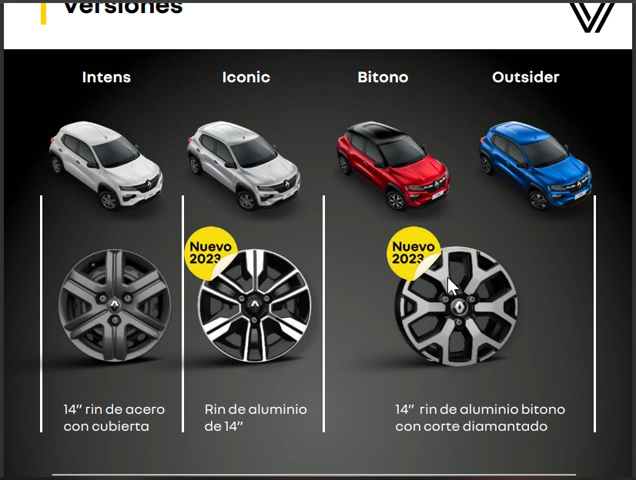 Versiones
Intens
Iconic
Bitono
Outsider
Nuevo
2023
Nuevo
2023
14” rin de acero
con cubierta
Rin de aluminio
de 14”
14” rin de aluminio bitono
con corte diamantado